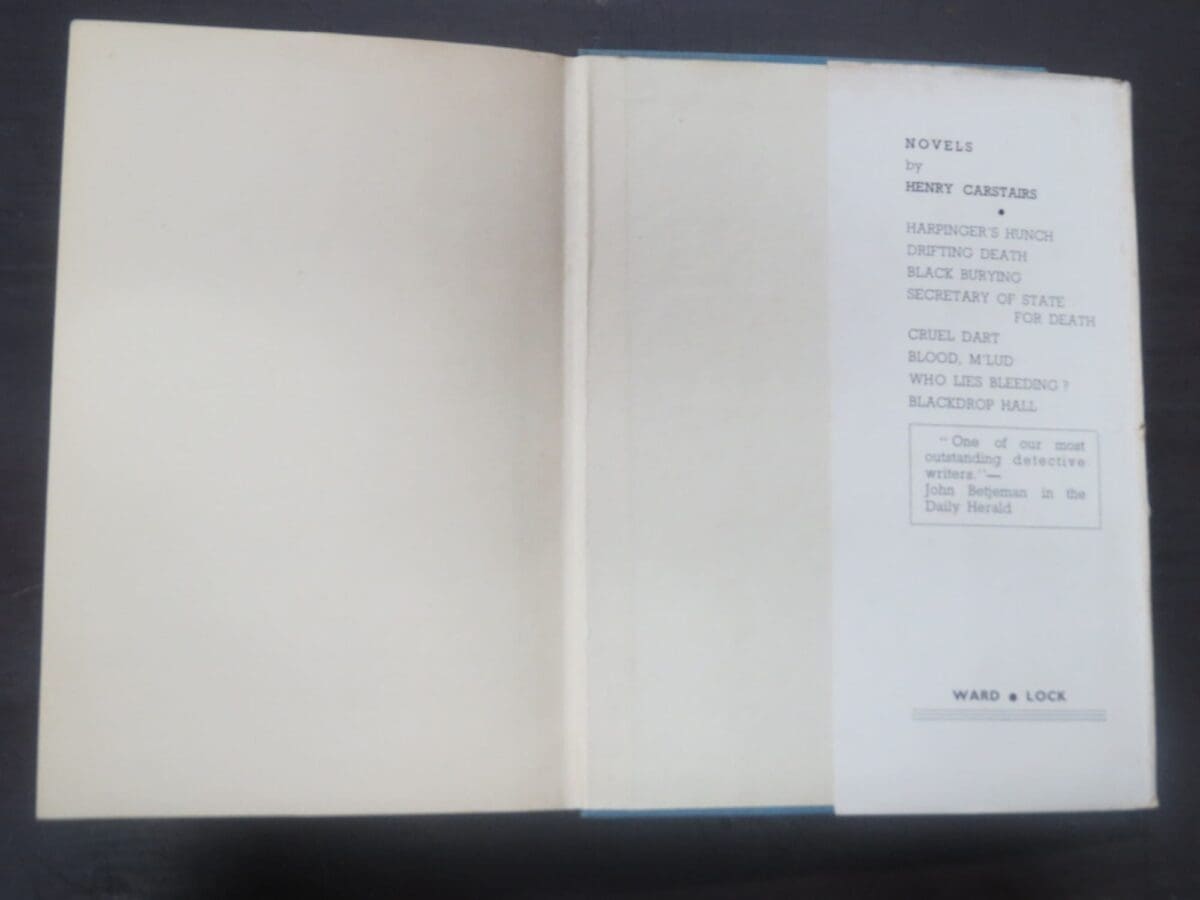 NOVELS
by
HENRY CARSTAIRS
●
HARPINGER'S HUNCH
DRIFTING DEATH
BLACK BURYING
SECRETARY OF STATE
FOR DEATH
CRUEL DART
BLOOD, M'LUD
WHO LIES BLEEDING?
BLACKDROP HALL
"One of our most
outstanding detective
writers."—
John Betjeman in the
Daily Herald
WARD ● LOCK